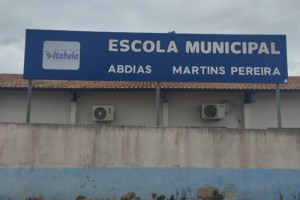 Itabela
ESCOLA MUNICIPAL
ABDIAS MARTINS PEREIRA